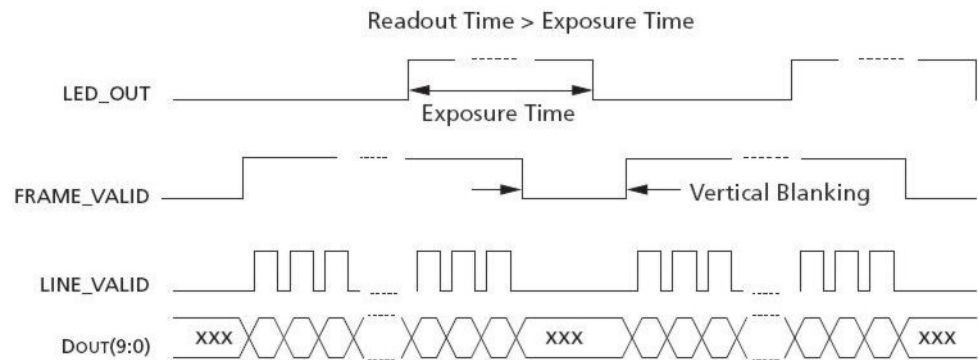 Readout Time > Exposure Time
LED_OUT
Exposure Time
FRAME_VALID
Vertical Blanking
LINE_VALID
DOUT(9:0)
XXX
XXX
XXX